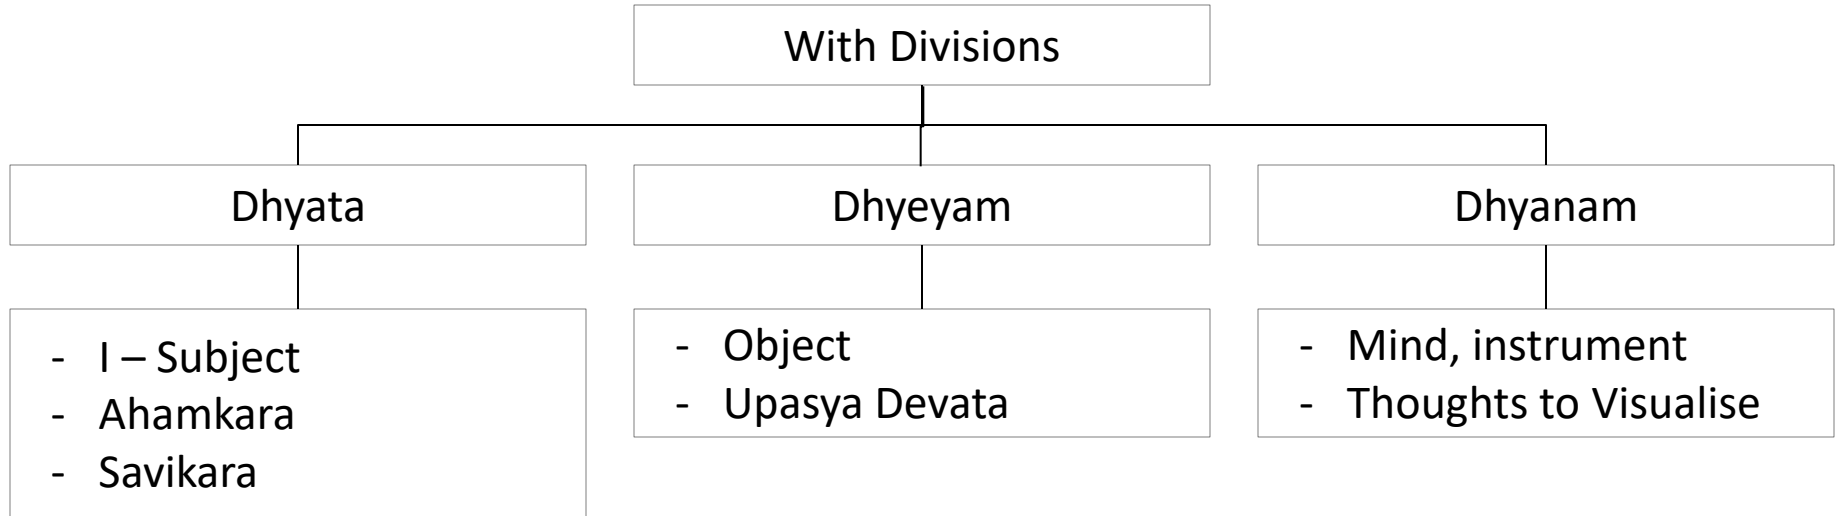 With Divisions
Dhyata
Dhyeyam
Dhyanam
- I – Subject
- Ahamkara
- Savikara
- Object
- Upasya Devata
- Mind, instrument
- Thoughts to Visualise